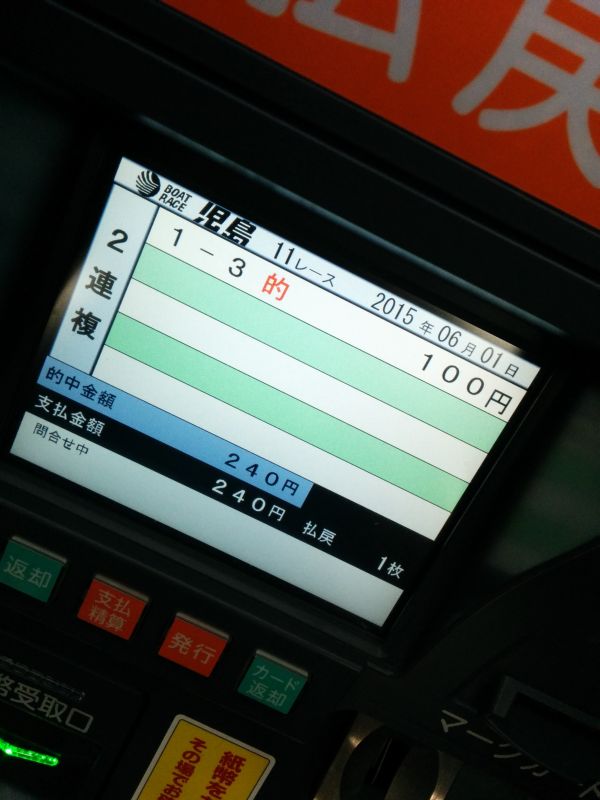 払戻
BOAT RACE 児島 11レース 2015年06月01日
2連複
1-3 的 100円
的中金額 240円
支払金額 240円 払戻 1枚
問合せ中
返却
支払精算
発行
カード返却
幣受取口
マークカード
紙幣を
その場でお